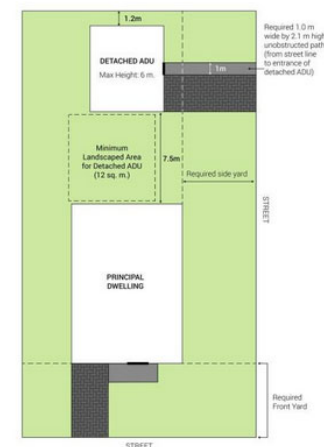 1.2m
Required 1.0 m
wide by 2.1 m high
unobstructed path
(from street line
to entrance of
detached ADU)
DETACHED ADU
Max Height: 6 m.
1m
Minimum
Landscaped Area
for Detached ADU
(12 sq. m.)
7.5m
Required side yard
STREET
PRINCIPAL
DWELLING
Required
Front Yard
STREET